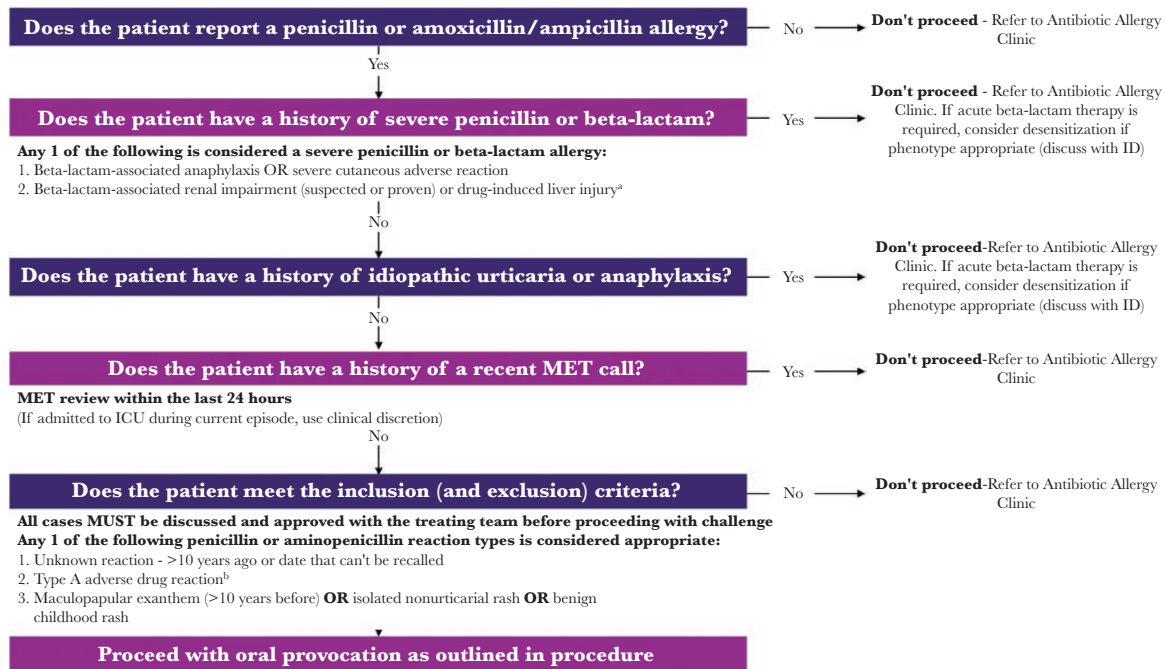 Does the patient report a penicillin or amoxicillin/ampicillin allergy?
No
Don't proceed - Refer to Antibiotic Allergy
Clinic
Yes
Does the patient have a history of severe penicillin or beta-lactam?
Yes
Don't proceed - Refer to Antibiotic Allergy
Clinic. If acute beta-lactam therapy is
required, consider desensitization if
phenotype appropriate (discuss with ID)
Any 1 of the following is considered a severe penicillin or beta-lactam allergy:
1. Beta-lactam-associated anaphylaxis OR severe cutaneous adverse reaction
2. Beta-lactam-associated renal impairment (suspected or proven) or drug-induced liver injuryᵃ
No
Does the patient have a history of idiopathic urticaria or anaphylaxis?
Yes
Don't proceed-Refer to Antibiotic Allergy
Clinic. If acute beta-lactam therapy is
required, consider desensitization if
phenotype appropriate (discuss with ID)
No
Does the patient have a history of a recent MET call?
Yes
Don't proceed-Refer to Antibiotic Allergy
Clinic
MET review within the last 24 hours
(If admitted to ICU during current episode, use clinical discretion)
No
Does the patient meet the inclusion (and exclusion) criteria?
No
Don't proceed-Refer to Antibiotic Allergy
Clinic
All cases MUST be discussed and approved with the treating team before proceeding with challenge
Any 1 of the following penicillin or aminopenicillin reaction types is considered appropriate:
1. Unknown reaction - >10 years ago or date that can't be recalled
2. Type A adverse drug reactionᵇ
3. Maculopapular exanthem (>10 years before) OR isolated nonurticarial rash OR benign
childhood rash
Proceed with oral provocation as outlined in procedure